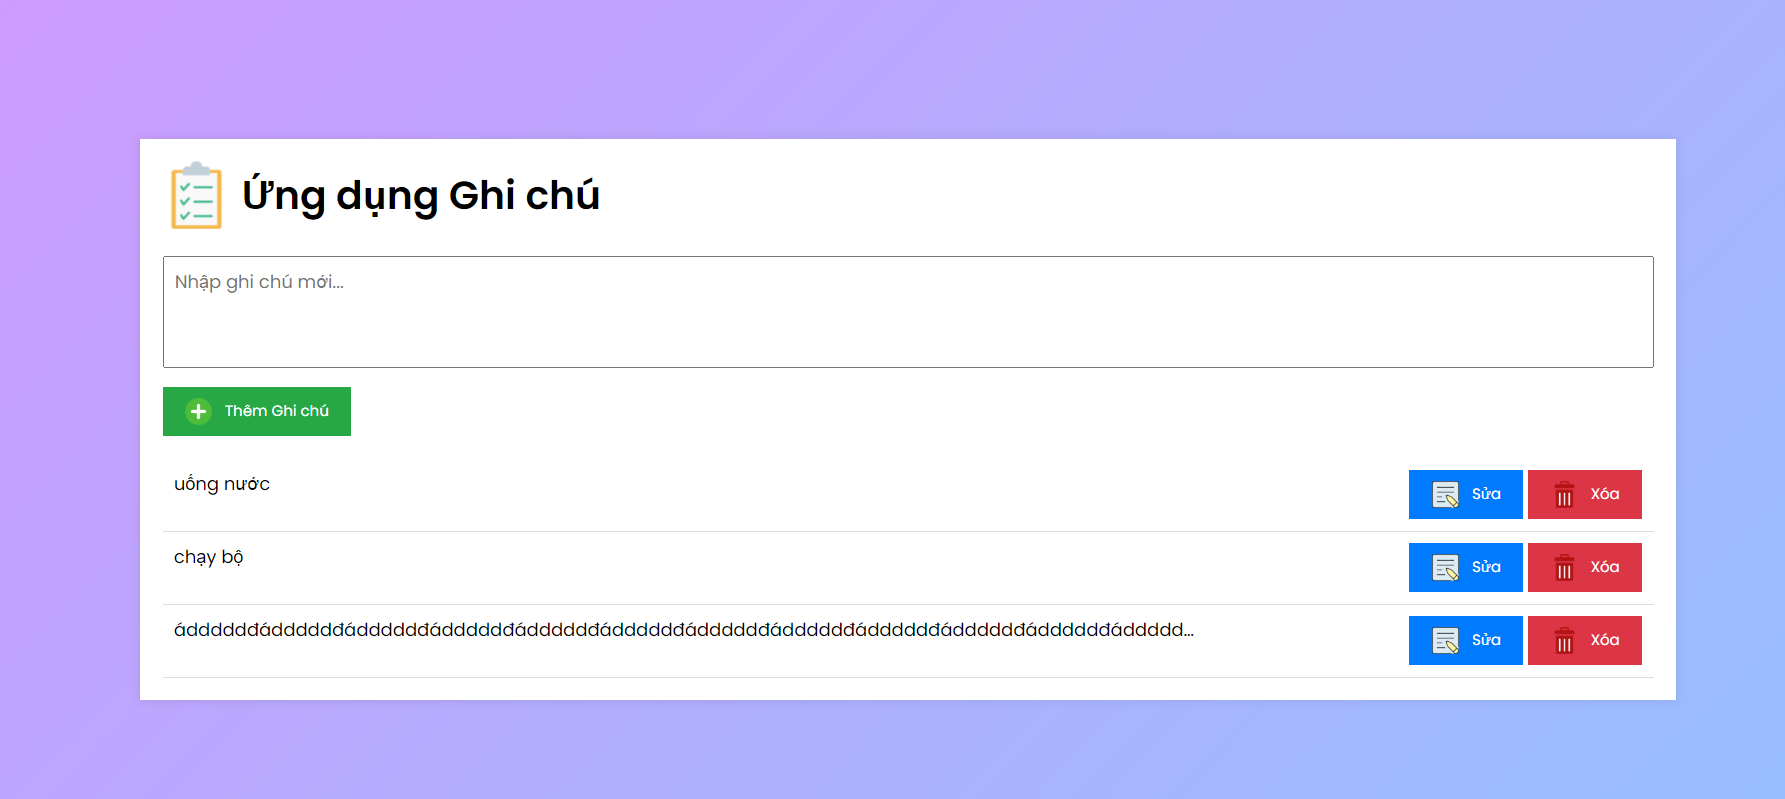 Ứng dụng Ghi chú
Nhập ghi chú mới...
Thêm Ghi chú
uống nước Sửa Xóa
chạy bộ Sửa Xóa
ádddddđádddddđádddddđádddddđádddddđádddddđádddddđádddddđádddddđádddddđádddddđáddddd... Sửa Xóa